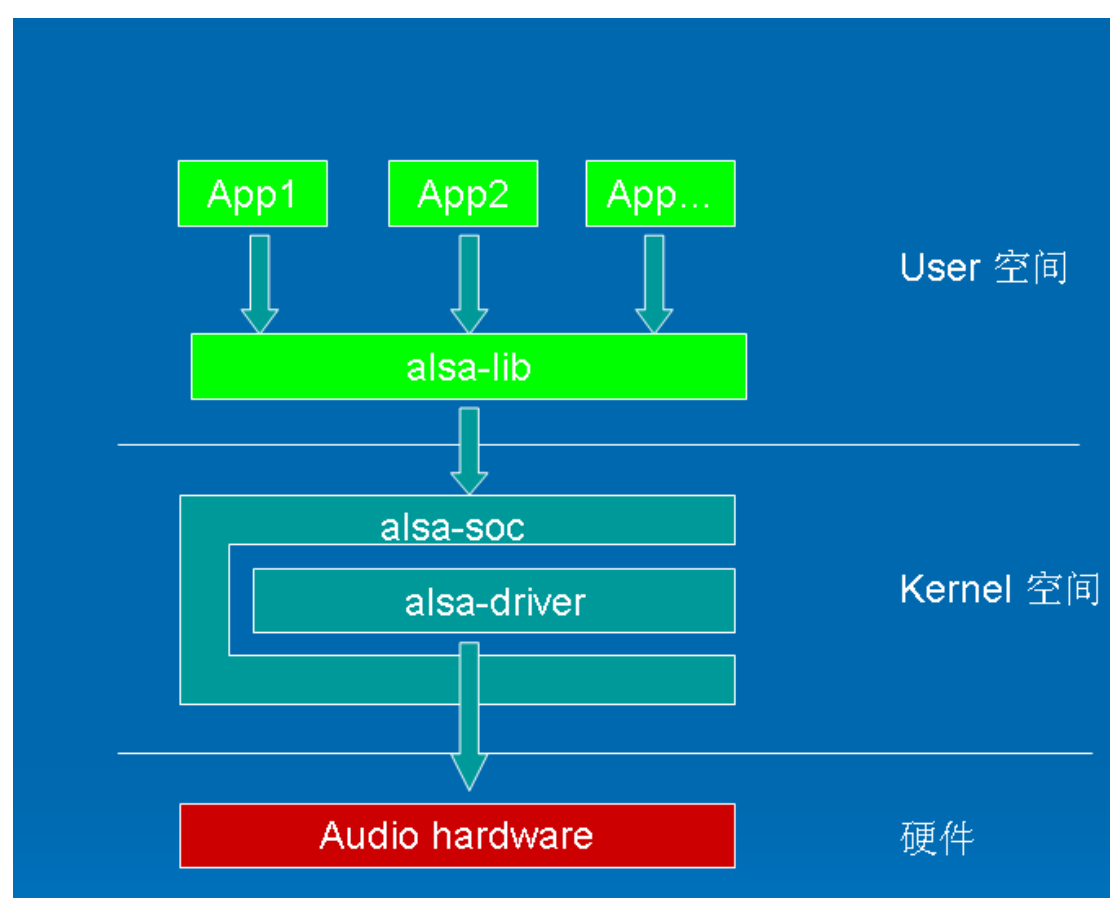 App1
App2
App...
User 空间
alsa-lib
alsa-soc
alsa-driver
Kernel 空间
Audio hardware
硬件